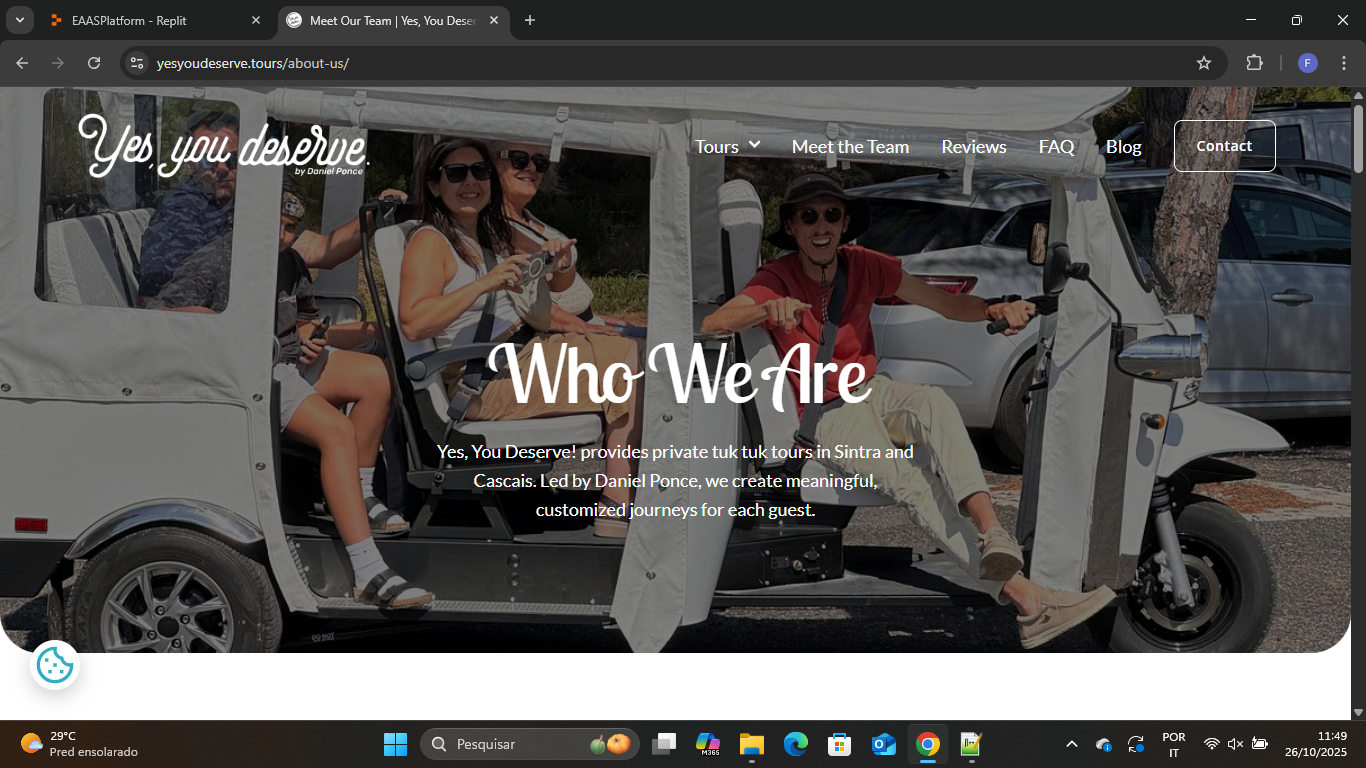 EAASPlatform - Replit
Meet Our Team | Yes, You Deser
yesyoudeserve.tours/about-us/
F
Yes, you deserve.
by Daniel Ponce
Tours
Meet the Team
Reviews
FAQ
Blog
Contact
Who We Are
Yes, You Deserve! provides private tuk tuk tours in Sintra and
Cascais. Led by Daniel Ponce, we create meaningful,
customized journeys for each guest.
29°C
Pred ensolarado
Pesquisar
M365
POR
IT
11:49
26/10/2025